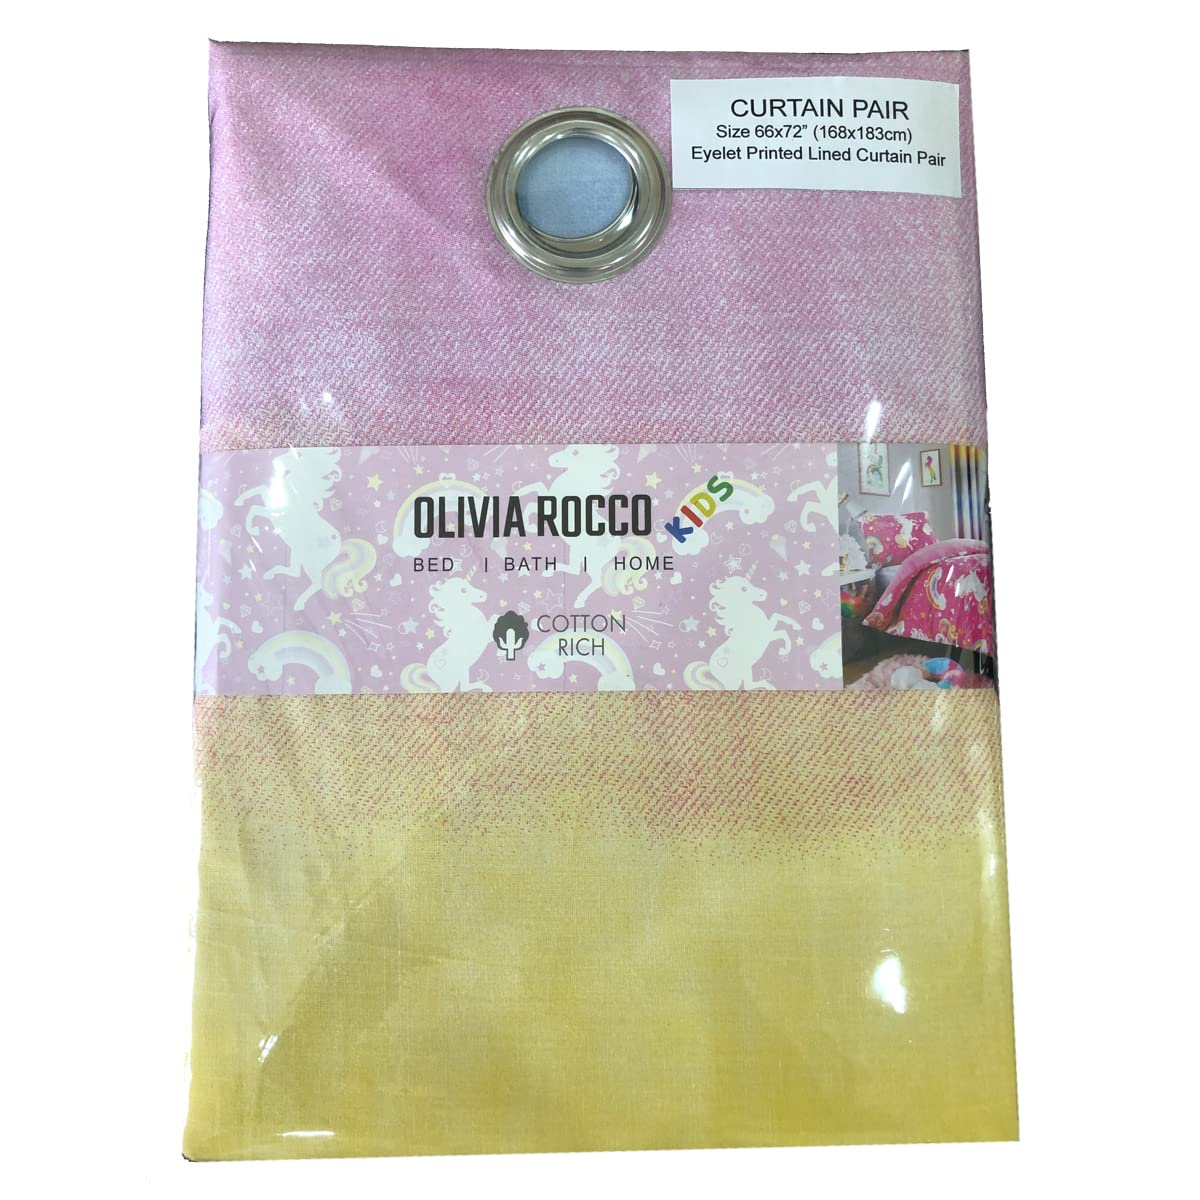 CURTAIN PAIR
Size 66x72” (168x183cm)
Eyelet Printed Lined Curtain Pair
OLIVIA ROCCO KIDS
BED | BATH | HOME
COTTON
RICH